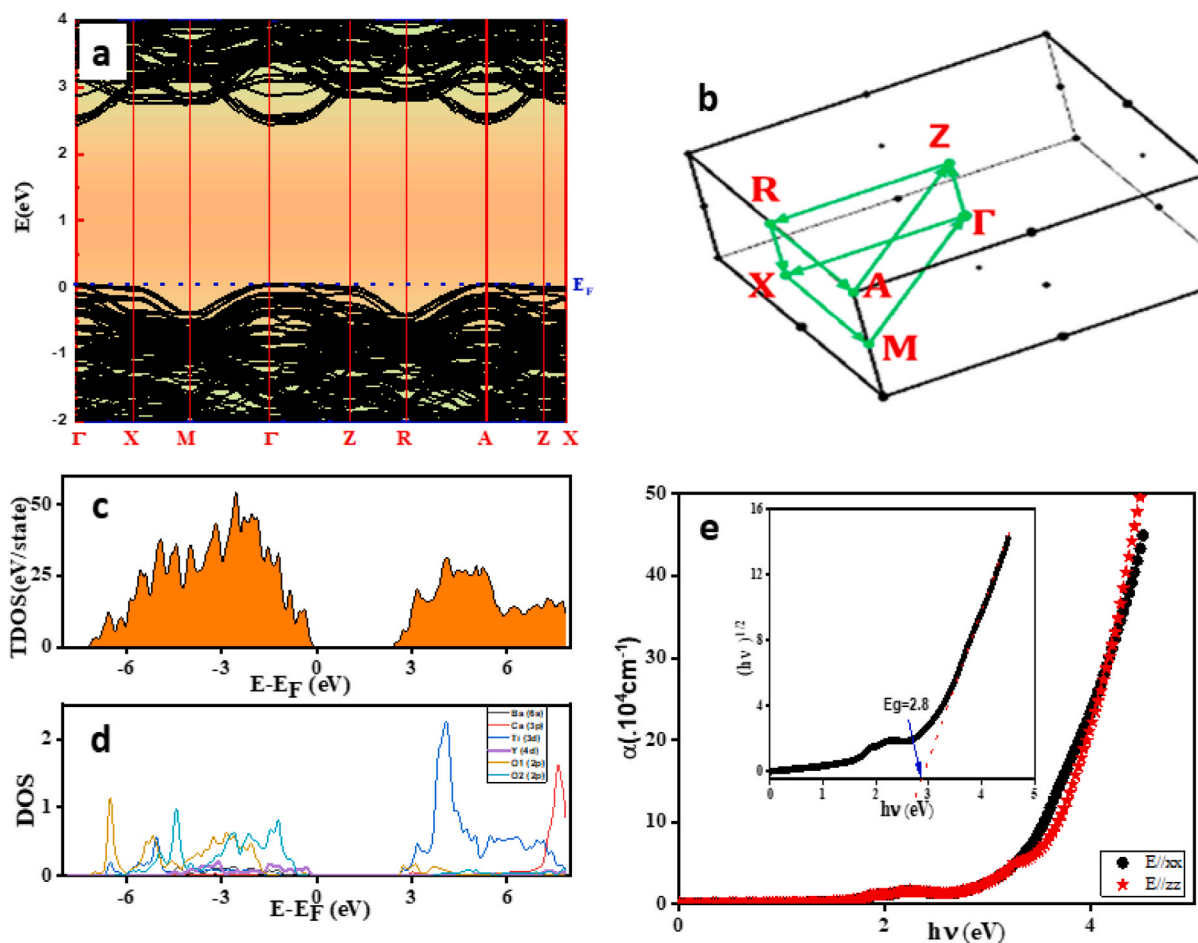 a
4
3
2
1
0
-1
-2
E(eV)
E_F
Γ X M Γ Z R A Z X
b
Z
R
Γ
X
A
M
c
50
25
0
TDOS(eV/state)
-6 -3 0 3 6
E-E_F (eV)
d
2
1
0
DOS
Ba (6s)
Ca (3p)
Ti (3d)
Y (4d)
O1 (2p)
O2 (2p)
-6 -3 0 3 6
E-E_F (eV)
e
50
40
30
20
10
0
α(.10⁴cm⁻¹)
16
12
8
4
0
(hν )^1/2
Eg=2.8
0 1 2 3 4 5
hν (eV)
E//xx
E//zz
0 2 4
hν (eV)